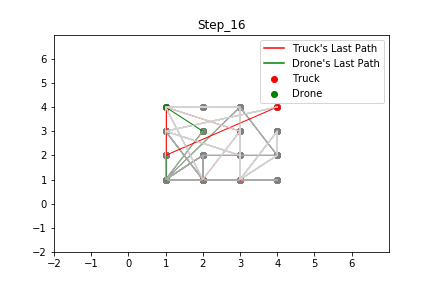 Step_16
Truck's Last Path
Drone's Last Path
Truck
Drone
7
6
5
4
3
2
1
0
−1
−2
−2 −1 0 1 2 3 4 5 6